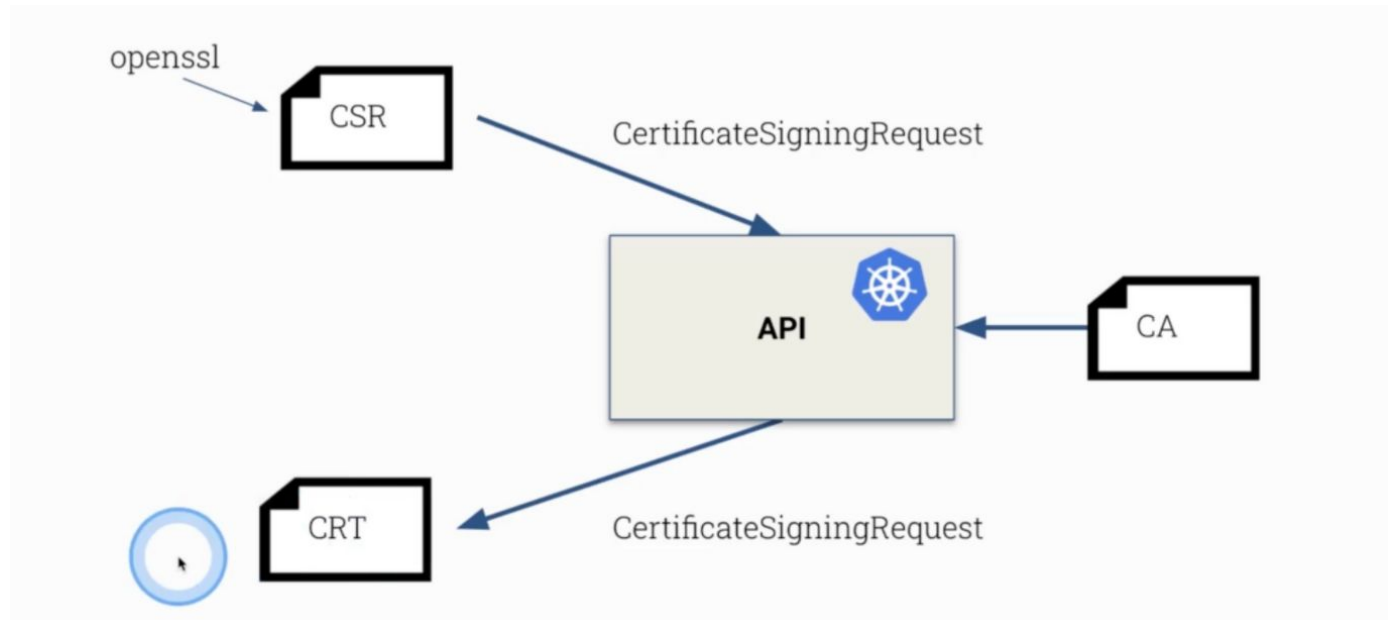 openssl
CSR
CertificateSigningRequest
API
CA
CRT
CertificateSigningRequest